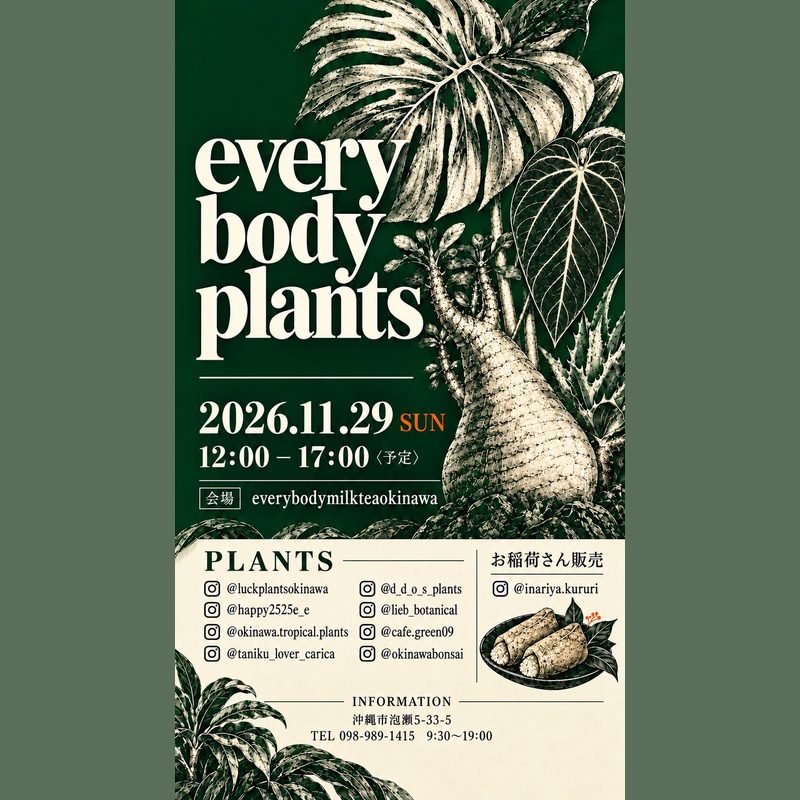 every
body
plants
2026.11.29 SUN
12:00 – 17:00〈予定〉
会場 everybodymilkteaokinawa
PLANTS
@luckplantsokinawa
@happy2525e_e
@okinawa.tropical.plants
@taniku_lover_carica
@d_d_o_s_plants
@lieb_botanical
@cafe.green09
@okinawabonsai
お稲荷さん販売
@inariya.kururi
INFORMATION
沖縄市泡瀬5-33-5
TEL 098-989-1415 9:30〜19:00